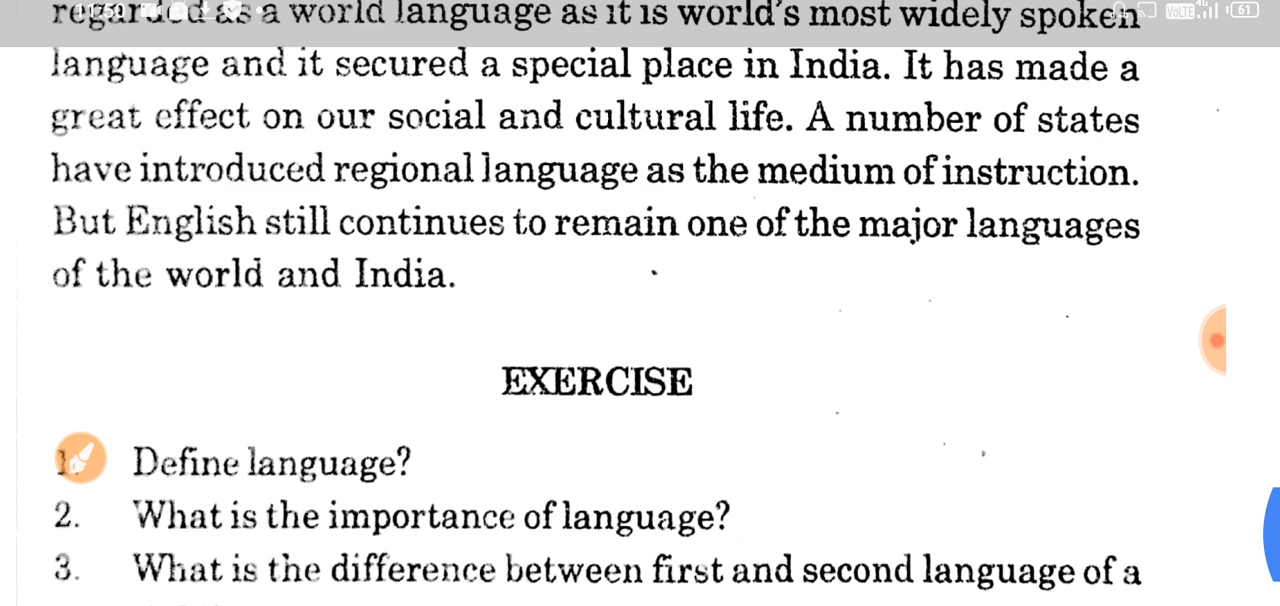 regarded as a world language as it is world's most widely spoken
language and it secured a special place in India. It has made a
great effect on our social and cultural life. A number of states
have introduced regional language as the medium of instruction.
But English still continues to remain one of the major languages
of the world and India.
EXERCISE
1. Define language?
2. What is the importance of language?
3. What is the difference between first and second language of a